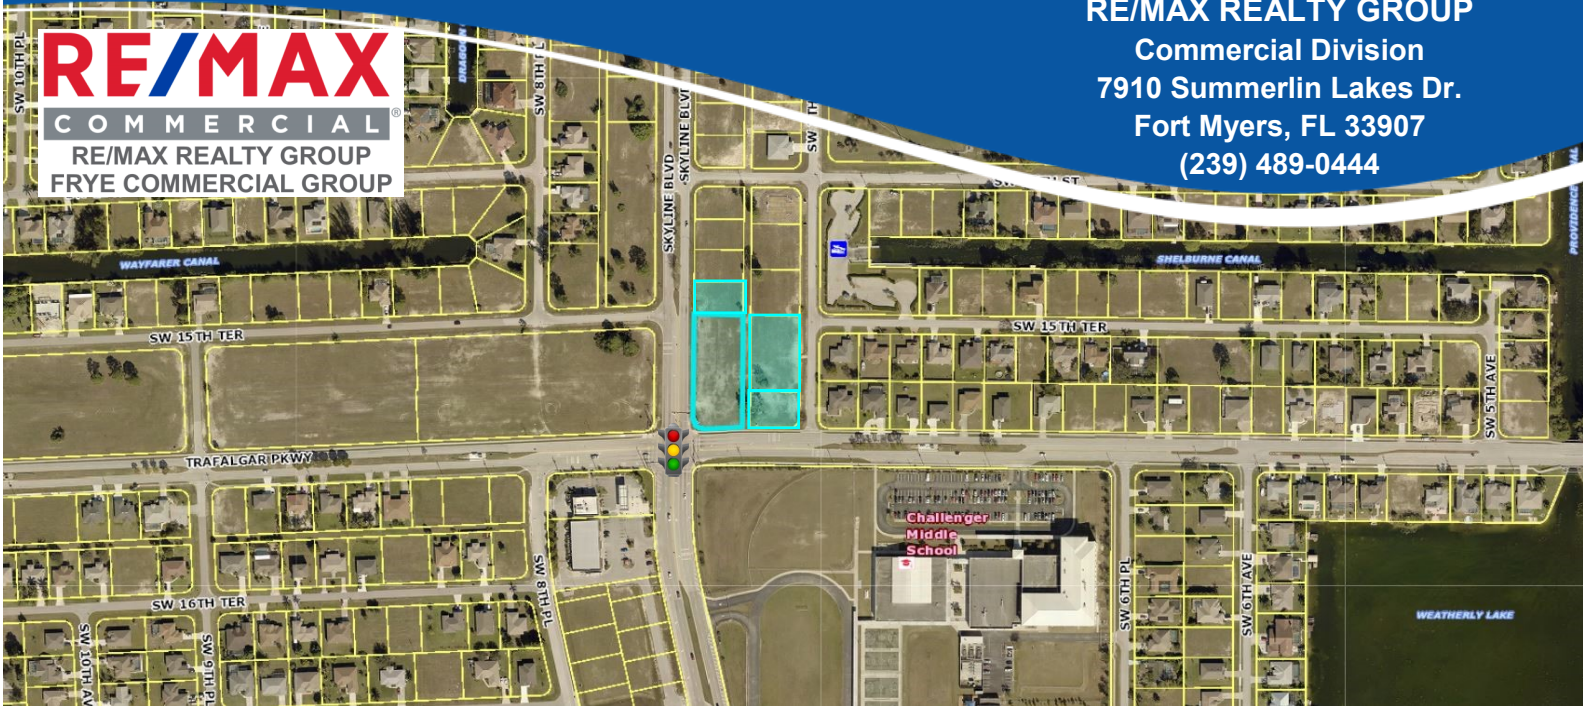 RE/MAX
COMMERCIAL®
RE/MAX REALTY GROUP
FRYE COMMERCIAL GROUP
RE/MAX REALTY GROUP
Commercial Division
7910 Summerlin Lakes Dr.
Fort Myers, FL 33907
(239) 489-0444
SW 10TH PL
SW 8TH PL
SKYLINE BLVD
SKYLINE BLVD
WAYFARER CANAL
SHELBURNE CANAL
SW 15TH TER
SW 15TH TER
SW 5TH AVE
TRAFALGAR PKWY
Challenger
Middle
School
SW 8TH PL
SW 16TH TER
SW 10TH AV
SW 9TH PL
SW 6TH PL
SW 6TH AVE
WEATHERLY LAKE